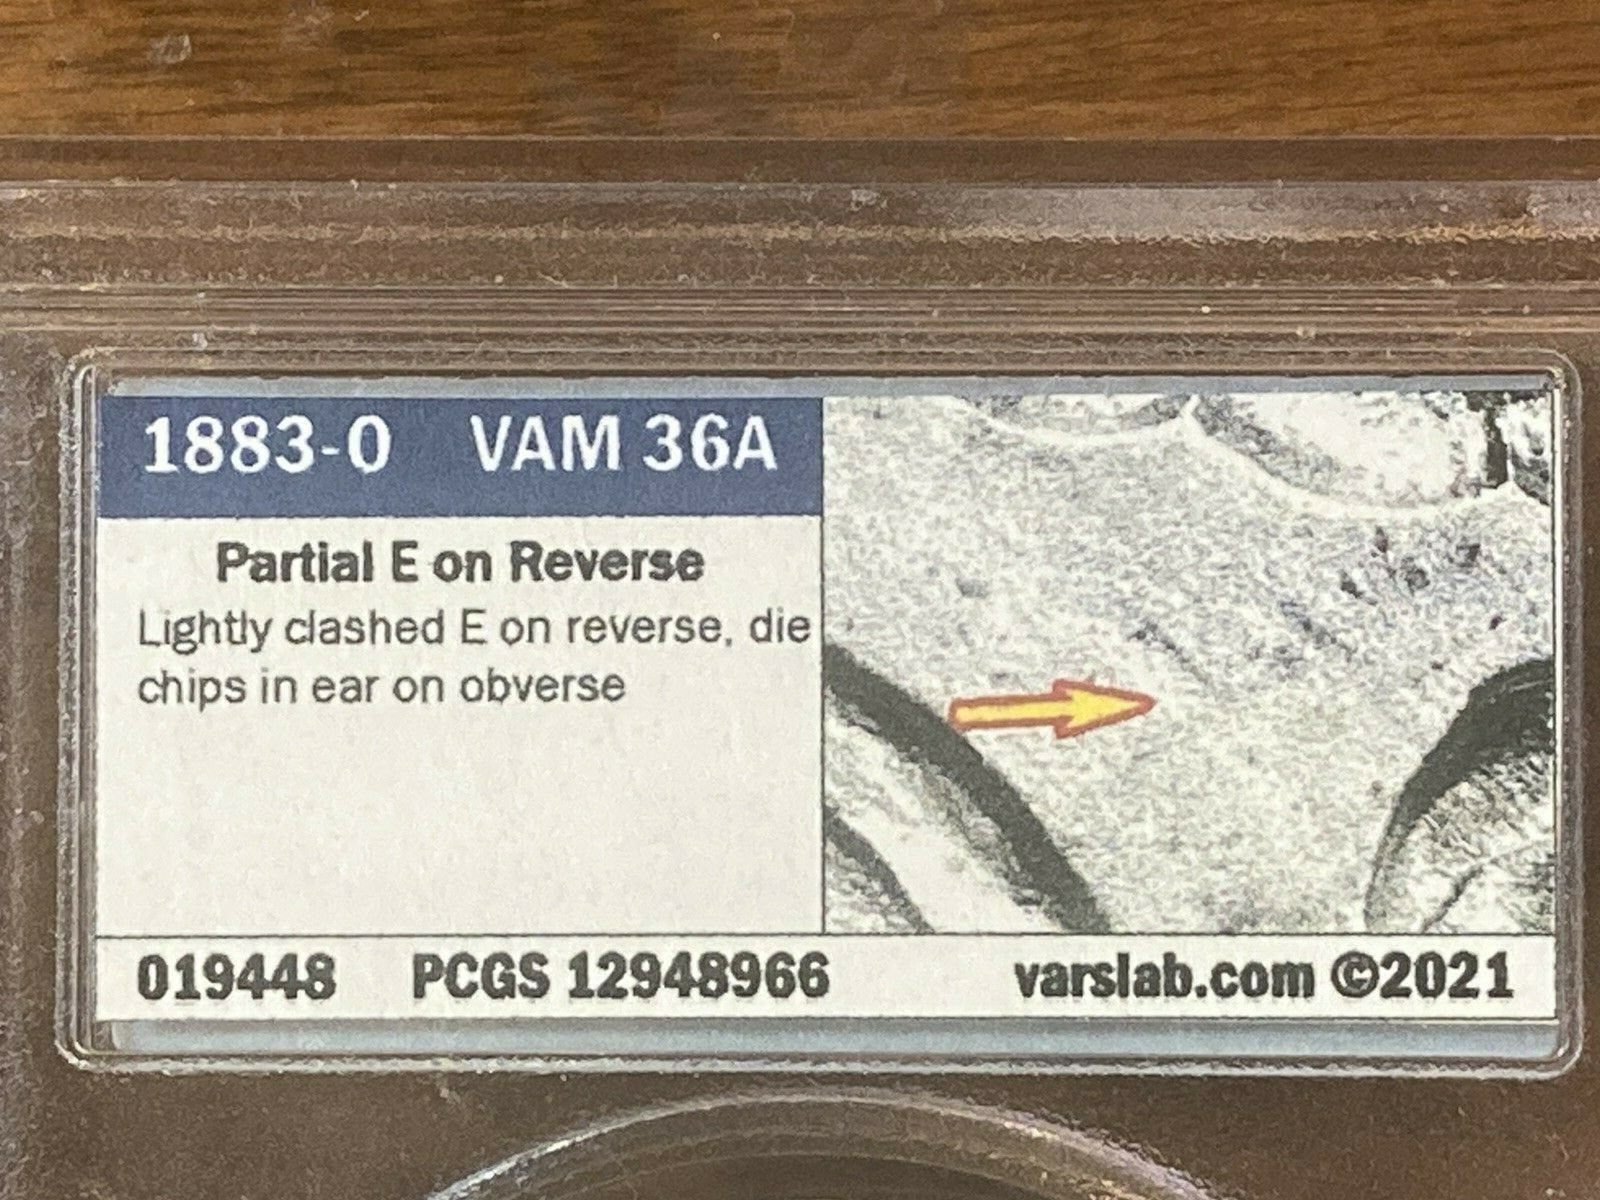 1883-O VAM 36A
Partial E on Reverse
Lightly clashed E on reverse, die
chips in ear on obverse
019448 PCGS 12948966 varslab.com ©2021